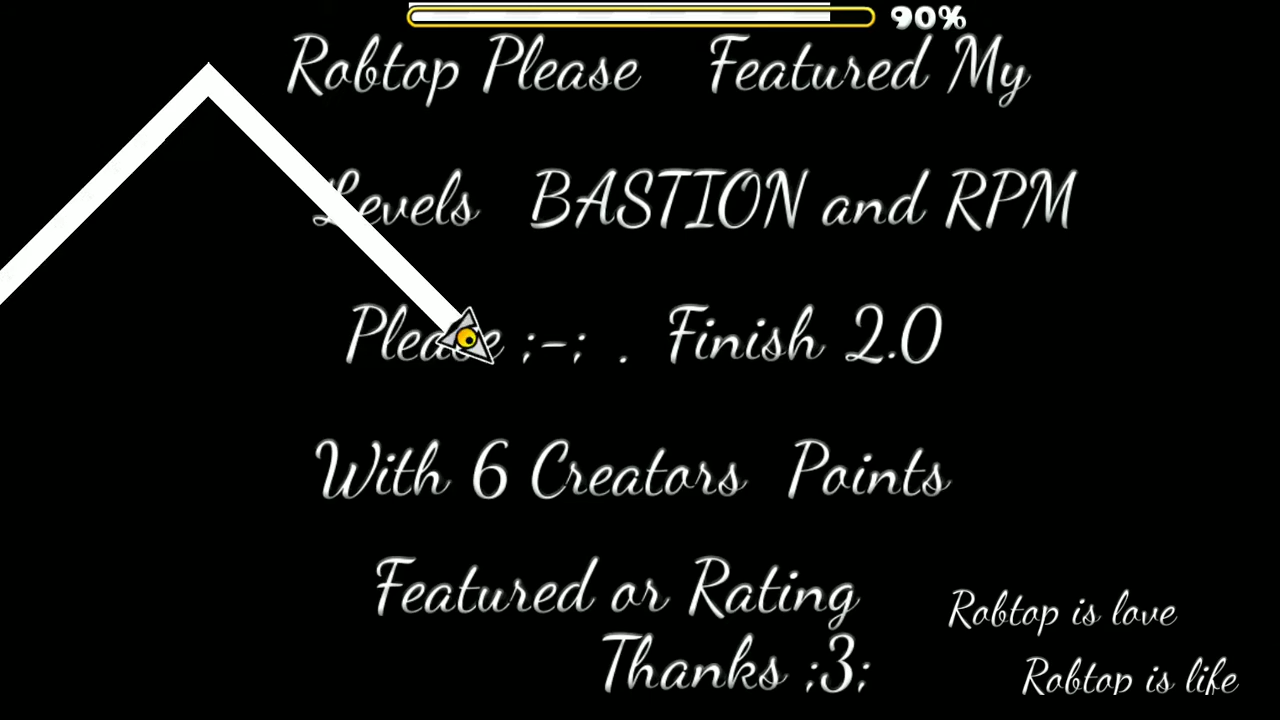 90%
Robtop Please Featured My
Levels BASTION and RPM
Please ;-; . Finish 2.0
With 6 Creators Points
Featured or Rating
Thanks ;3;
Robtop is love
Robtop is life